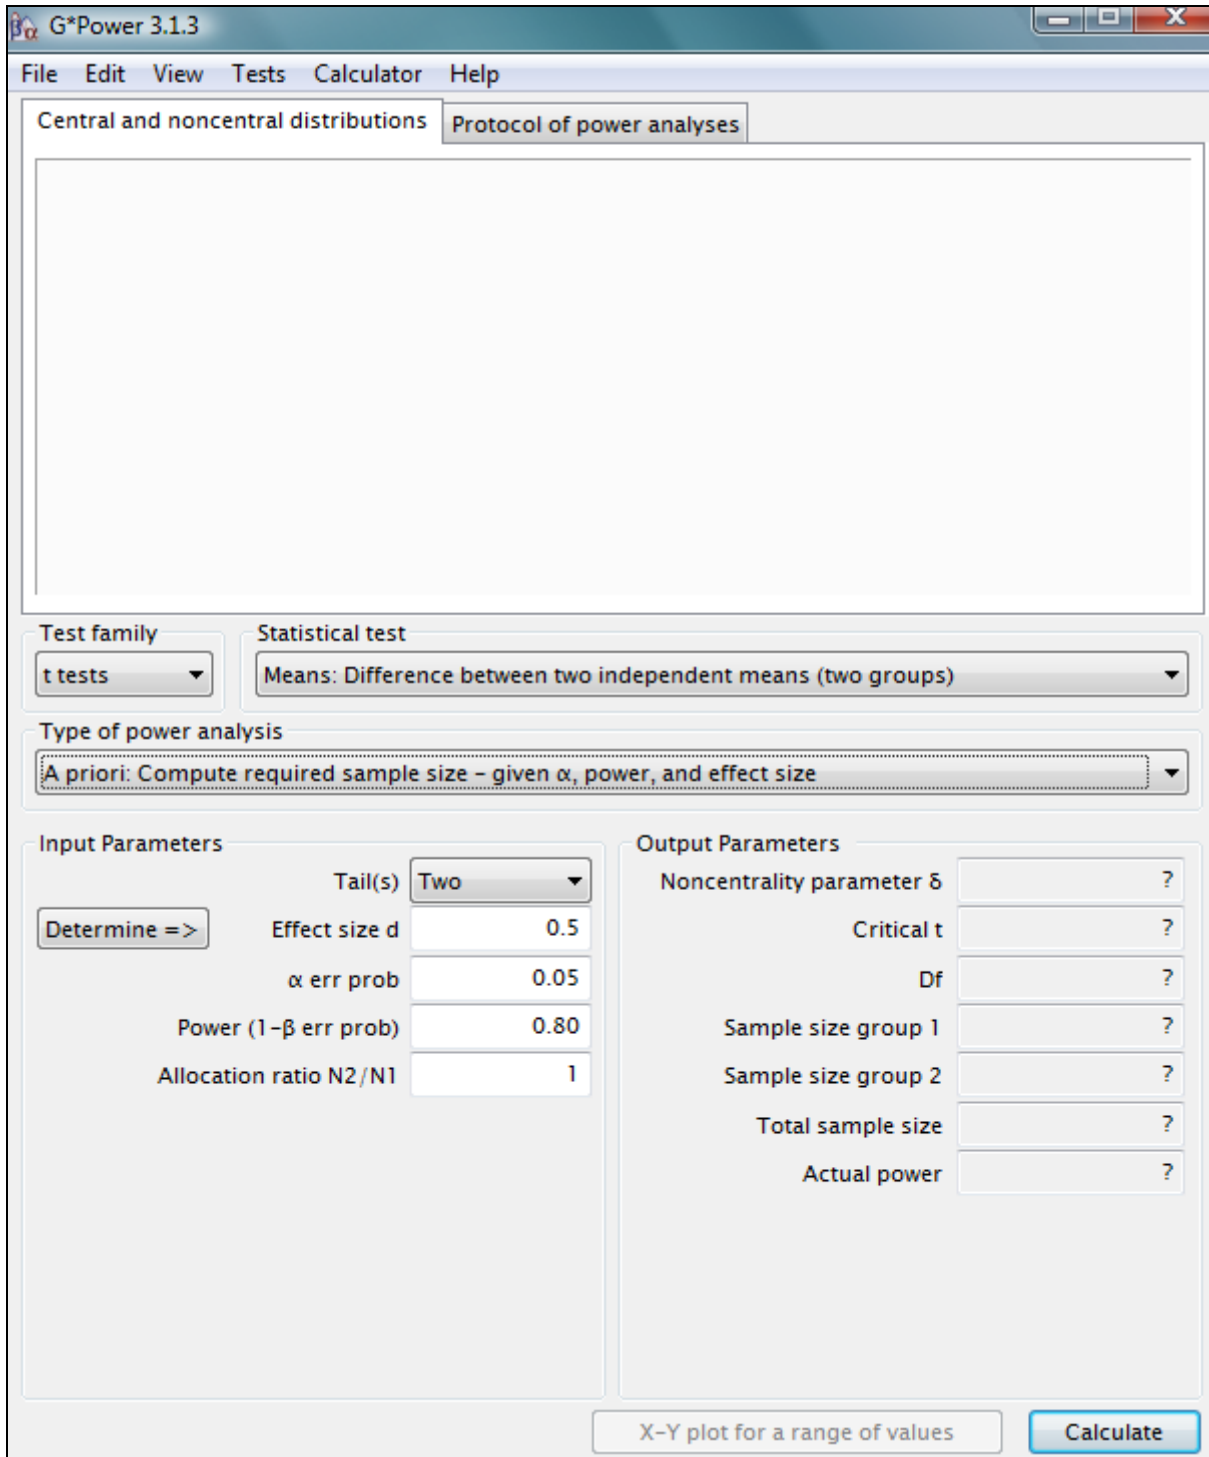 G*Power 3.1.3
File Edit View Tests Calculator Help
Central and noncentral distributions Protocol of power analyses
Test family Statistical test
t tests Means: Difference between two independent means (two groups)
Type of power analysis
A priori: Compute required sample size – given α, power, and effect size
Input Parameters
Tail(s) Two
Determine => Effect size d 0.5
α err prob 0.05
Power (1–β err prob) 0.80
Allocation ratio N2/N1 1
Output Parameters
Noncentrality parameter δ ?
Critical t ?
Df ?
Sample size group 1 ?
Sample size group 2 ?
Total sample size ?
Actual power ?
X–Y plot for a range of values Calculate